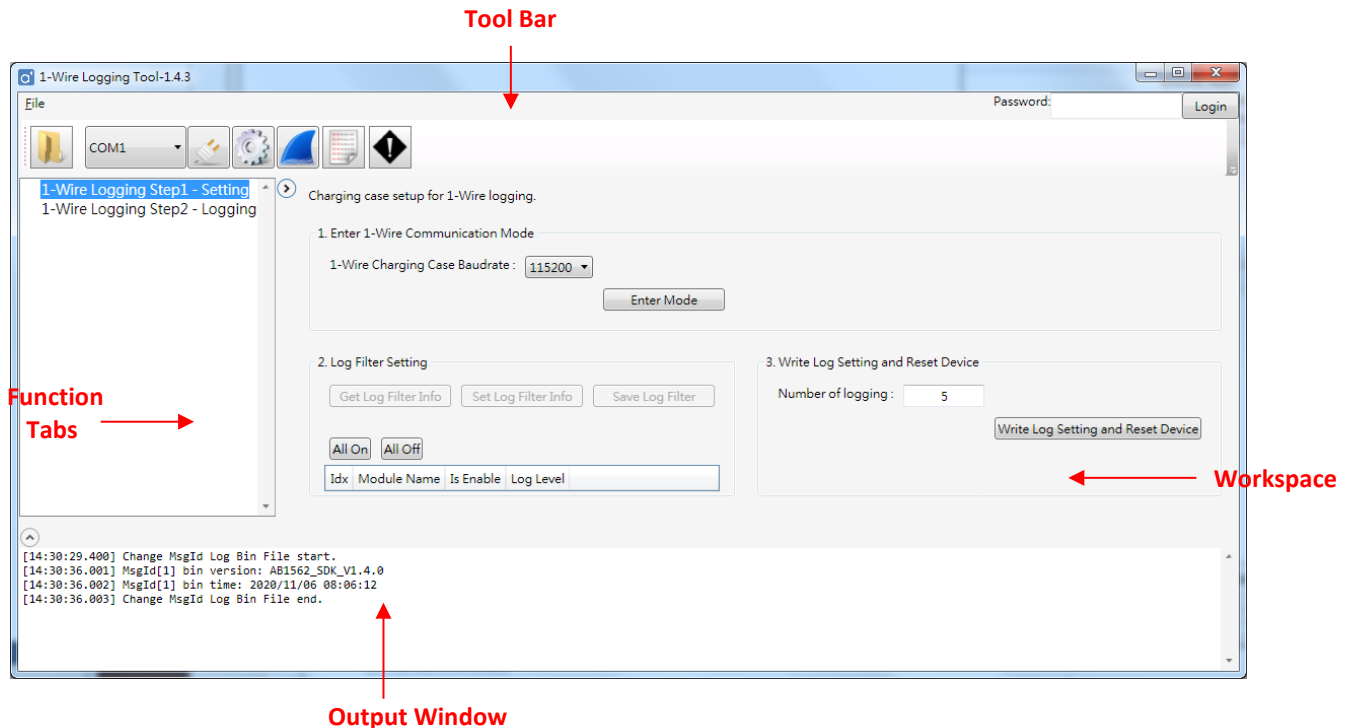 Tool Bar
1-Wire Logging Tool-1.4.3
File
Password:
Login
COM1
1-Wire Logging Step1 - Setting
1-Wire Logging Step2 - Logging
Charging case setup for 1-Wire logging.
1. Enter 1-Wire Communication Mode
1-Wire Charging Case Baudrate :
115200
Enter Mode
2. Log Filter Setting
Get Log Filter Info
Set Log Filter Info
Save Log Filter
All On
All Off
Idx Module Name Is Enable Log Level
3. Write Log Setting and Reset Device
Number of logging :
5
Write Log Setting and Reset Device
Function
Tabs
Workspace
[14:30:29.400] Change MsgId Log Bin File start.
[14:30:36.001] MsgId[1] bin version: AB1562_SDK_V1.4.0
[14:30:36.002] MsgId[1] bin time: 2020/11/06 08:06:12
[14:30:36.003] Change MsgId Log Bin File end.
Output Window